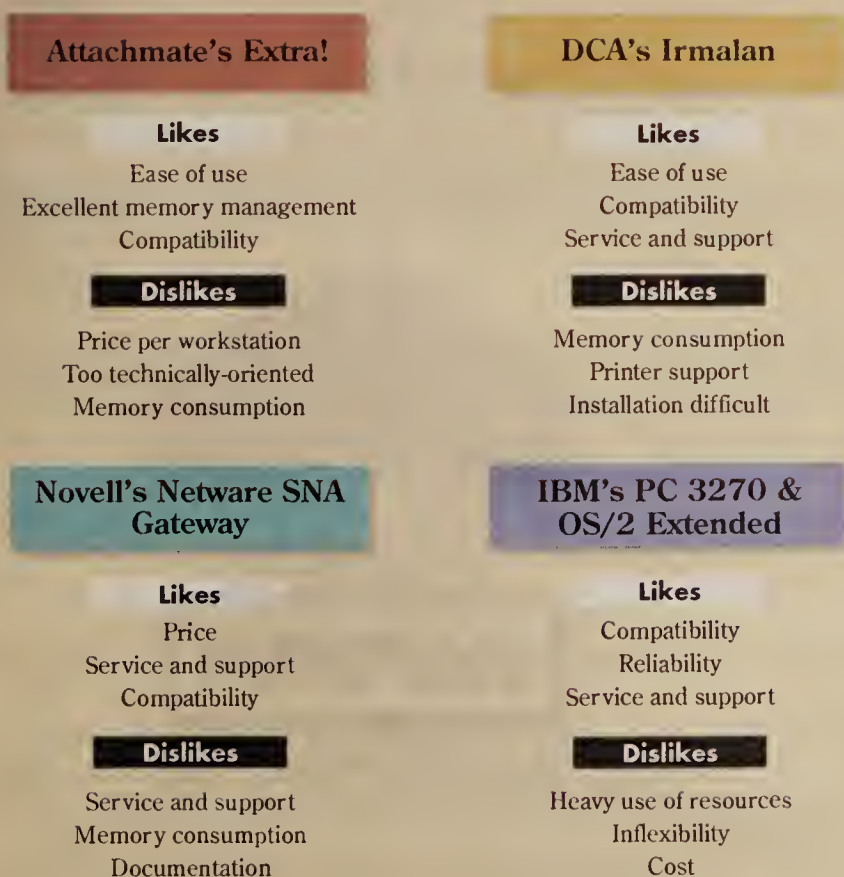 Attachmate's Extra!
Likes
Ease of use
Excellent memory management
Compatibility
Dislikes
Price per workstation
Too technically-oriented
Memory consumption
DCA's Irmalan
Likes
Ease of use
Compatibility
Service and support
Dislikes
Memory consumption
Printer support
Installation difficult
Novell's Netware SNA
Gateway
Likes
Price
Service and support
Compatibility
Dislikes
Service and support
Memory consumption
Documentation
IBM's PC 3270 &
OS/2 Extended
Likes
Compatibility
Reliability
Service and support
Dislikes
Heavy use of resources
Inflexibility
Cost